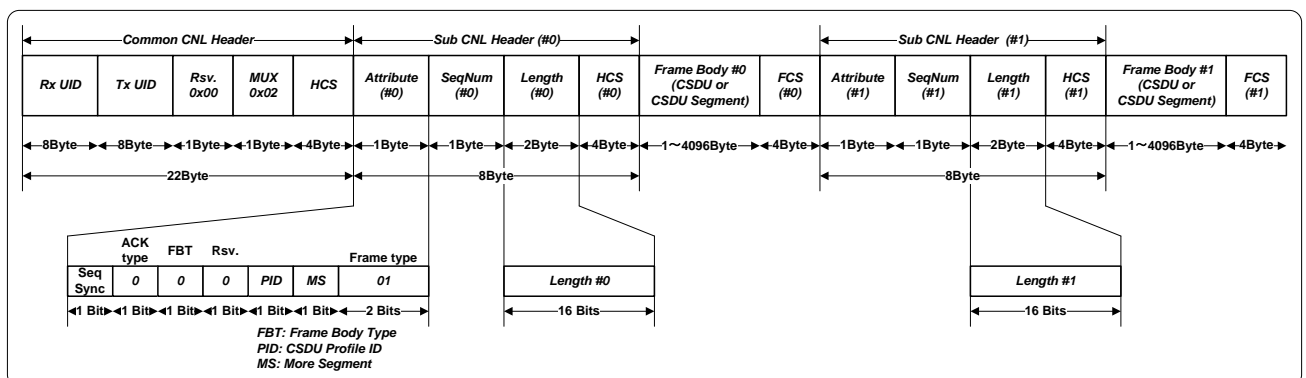 Common CNL Header
Sub CNL Header (#0)
Sub CNL Header (#1)
Rx UID
Tx UID
Rsv.
0x00
MUX
0x02
HCS
Attribute
(#0)
SeqNum
(#0)
Length
(#0)
HCS
(#0)
Frame Body #0
(CSDU or
CSDU Segment)
FCS
(#0)
Attribute
(#1)
SeqNum
(#1)
Length
(#1)
HCS
(#1)
Frame Body #1
(CSDU or
CSDU Segment)
FCS
(#1)
8Byte
8Byte
1Byte
1Byte
4Byte
1Byte
1Byte
2Byte
4Byte
1～4096Byte
4Byte
1Byte
1Byte
2Byte
4Byte
1～4096Byte
4Byte
22Byte
8Byte
8Byte
ACK
type
FBT
Rsv.
Frame type
Seq
Sync
0
0
0
PID
MS
01
Length #0
Length #1
1 Bit
1 Bit
1 Bit
1 Bit
1 Bit
1 Bit
2 Bits
16 Bits
16 Bits
FBT: Frame Body Type
PID: CSDU Profile ID
MS: More Segment